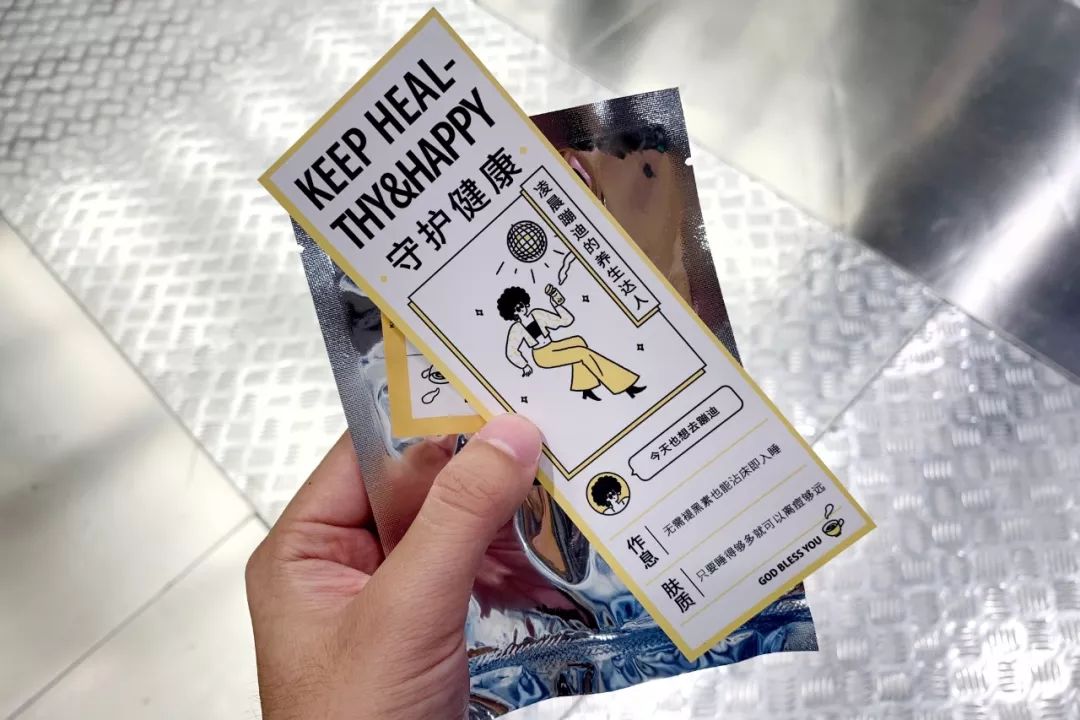 KEEP HEAL-
THY&HAPPY
守护健康
凌晨蹦迪的养生达人
今天也想去蹦迪
作息
无需褪黑素也能沾床即入睡
肤质
只要睡得够多就可以离痘够远
GOD BLESS YOU